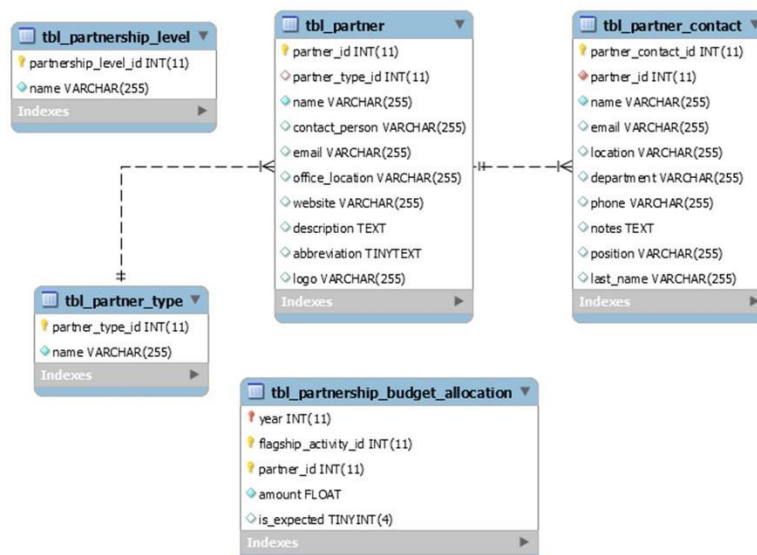 tbl_partnership_level
partnership_level_id INT(11)
name VARCHAR(255)
Indexes
tbl_partner
partner_id INT(11)
partner_type_id INT(11)
name VARCHAR(255)
contact_person VARCHAR(255)
email VARCHAR(255)
office_location VARCHAR(255)
website VARCHAR(255)
description TEXT
abbreviation TINYTEXT
logo VARCHAR(255)
Indexes
tbl_partner_contact
partner_contact_id INT(11)
partner_id INT(11)
name VARCHAR(255)
email VARCHAR(255)
location VARCHAR(255)
department VARCHAR(255)
phone VARCHAR(255)
notes TEXT
position VARCHAR(255)
last_name VARCHAR(255)
Indexes
tbl_partner_type
partner_type_id INT(11)
name VARCHAR(255)
Indexes
tbl_partnership_budget_allocation
year INT(11)
flagship_activity_id INT(11)
partner_id INT(11)
amount FLOAT
is_expected TINYINT(4)
Indexes